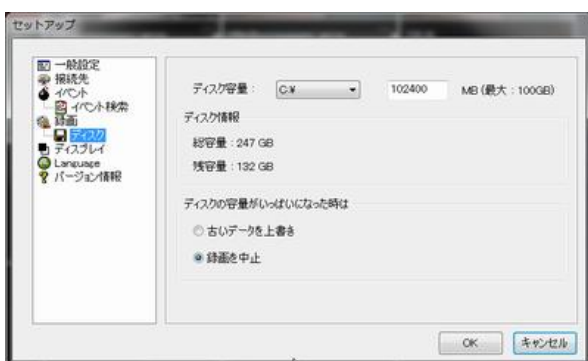 セットアップ
一般設定
接続先
イベント
イベント検索
録画
ディスク
ディスプレイ
Language
バージョン情報
ディスク容量 : C:¥ 102400 MB (最大 : 100GB)
ディスク情報
総容量 : 247 GB
残容量 : 132 GB
ディスクの容量がいっぱいになった時は
古いデータを上書き
録画を中止
OK キャンセル